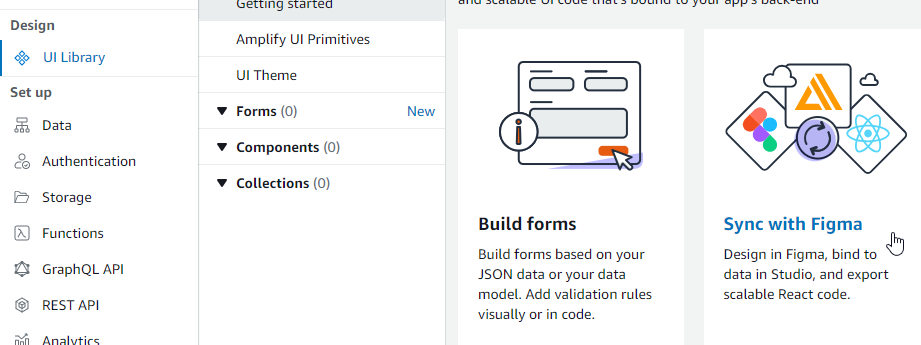 Design
UI Library
Set up
Data
Authentication
Storage
Functions
GraphQL API
REST API
Analytics
Getting started
Amplify UI Primitives
UI Theme
Forms (0) New
Components (0)
Collections (0)
and scalable UI code that's bound to your app's back-end
Build forms
Build forms based on your
JSON data or your data
model. Add validation rules
visually or in code.
Sync with Figma
Design in Figma, bind to
data in Studio, and export
scalable React code.